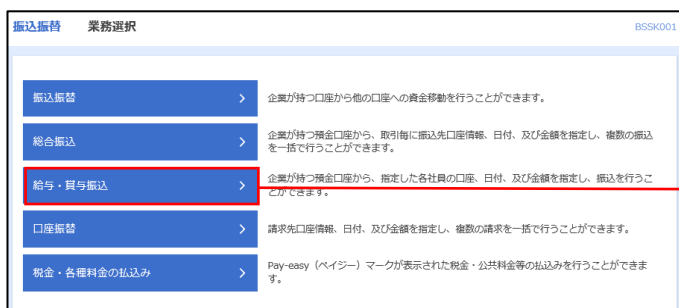 振込振替 業務選択 BSSK001
振込振替 企業が持つ口座から他の口座への資金移動を行うことができます。
総合振込 企業が持つ預金口座から、取引毎に振込先口座情報、日付、及び金額を指定し、複数の振込
を一括で行うことができます。
給与・賞与振込 企業が持つ預金口座から、指定した各社員の口座、日付、及び金額を指定し、振込を行うこ
とができます。
口座振替 請求先口座情報、日付、及び金額を指定し、複数の請求を一括で行うことができます。
税金・各種料金の払込み Pay-easy（ペイジー）マークが表示された税金・公共料金等の払込みを行うことができま
す。